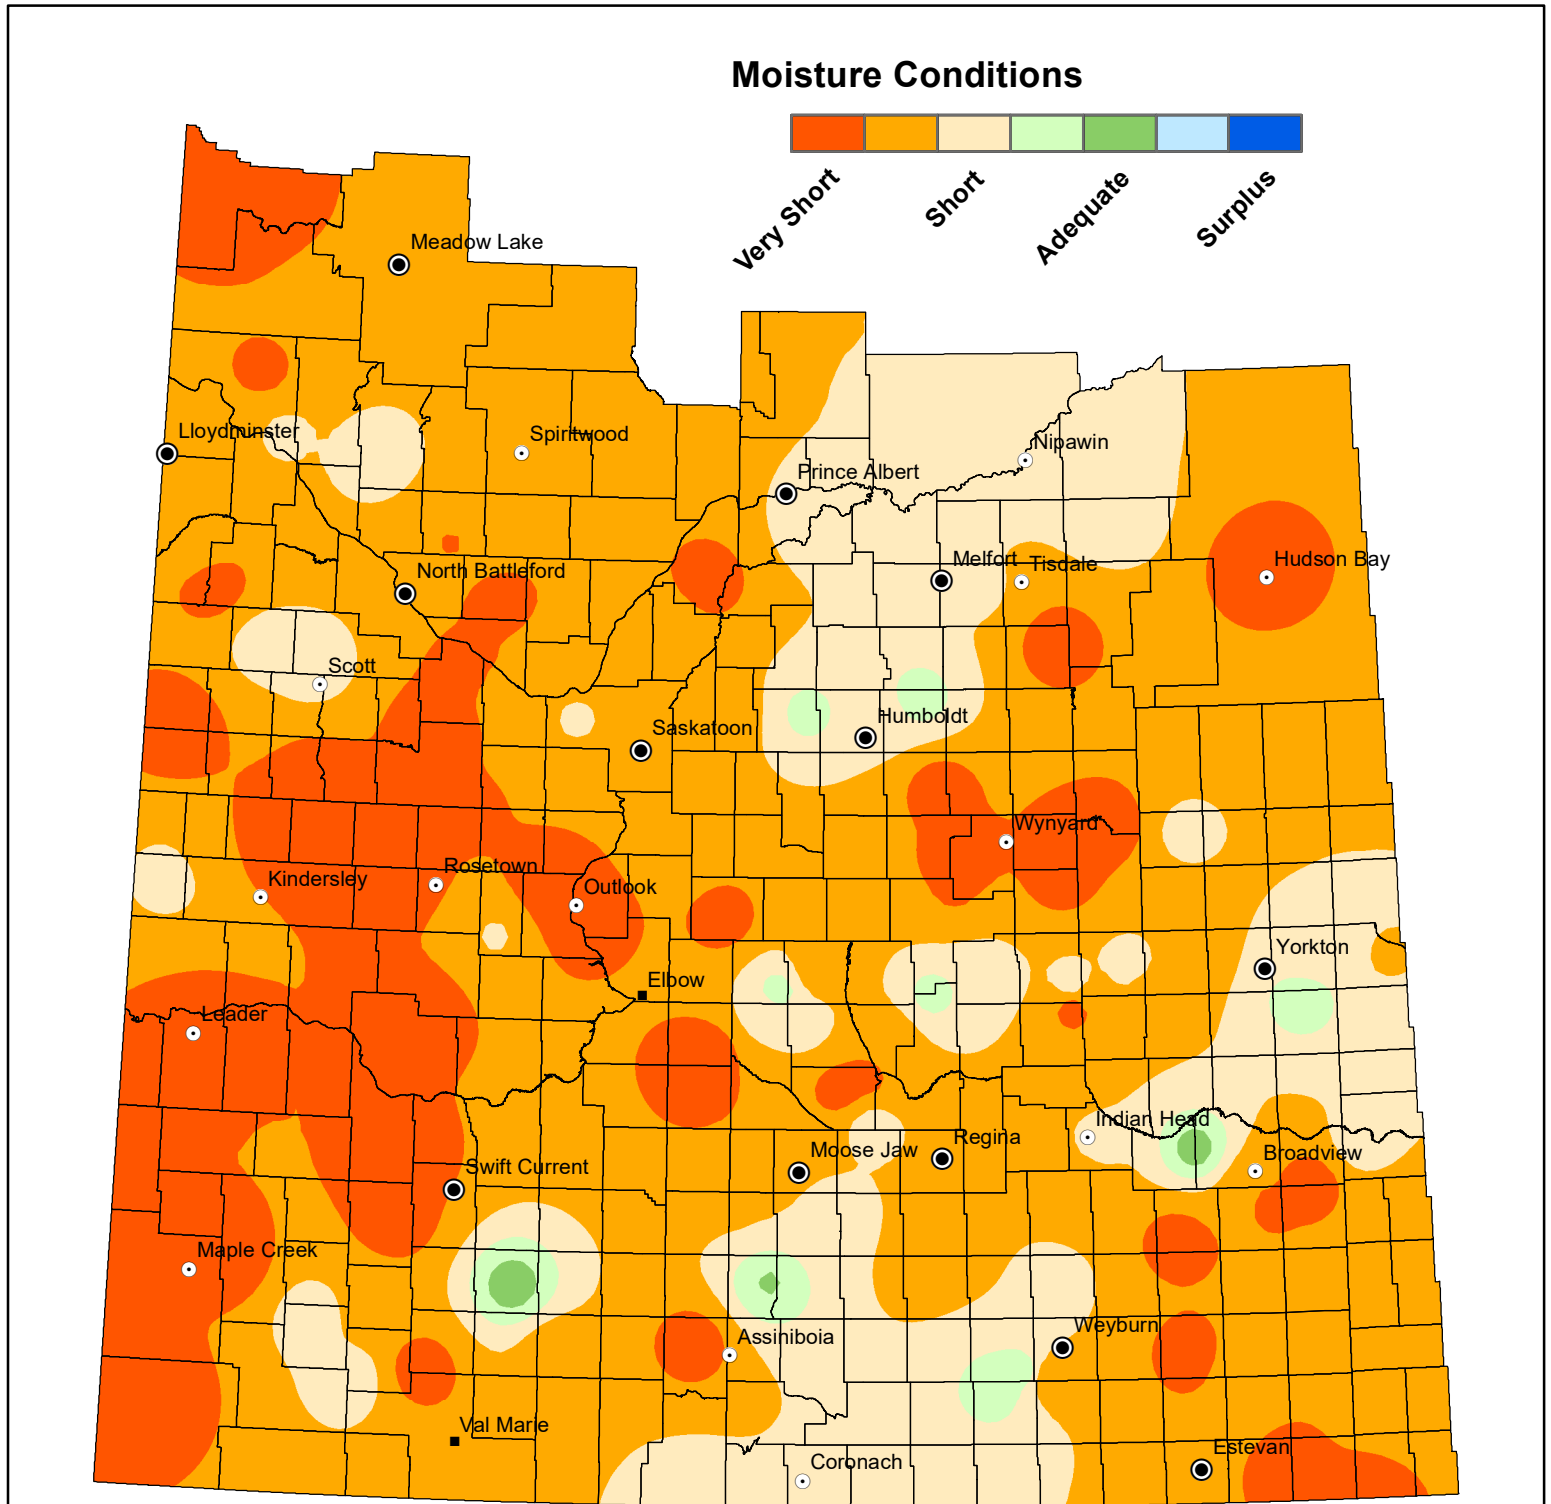 Moisture Conditions
Very Short
Short
Adequate
Surplus
Meadow Lake
Lloydminster
Spiritwood
Nipawin
Prince Albert
Hudson Bay
Melfort
Tisdale
North Battleford
Scott
Humboldt
Saskatoon
Wynyard
Rosetown
Kindersley
Outlook
Yorkton
Elbow
Leader
Indian Head
Regina
Moose Jaw
Broadview
Swift Current
Maple Creek
Weyburn
Assiniboia
Val Marie
Estevan
Coronach